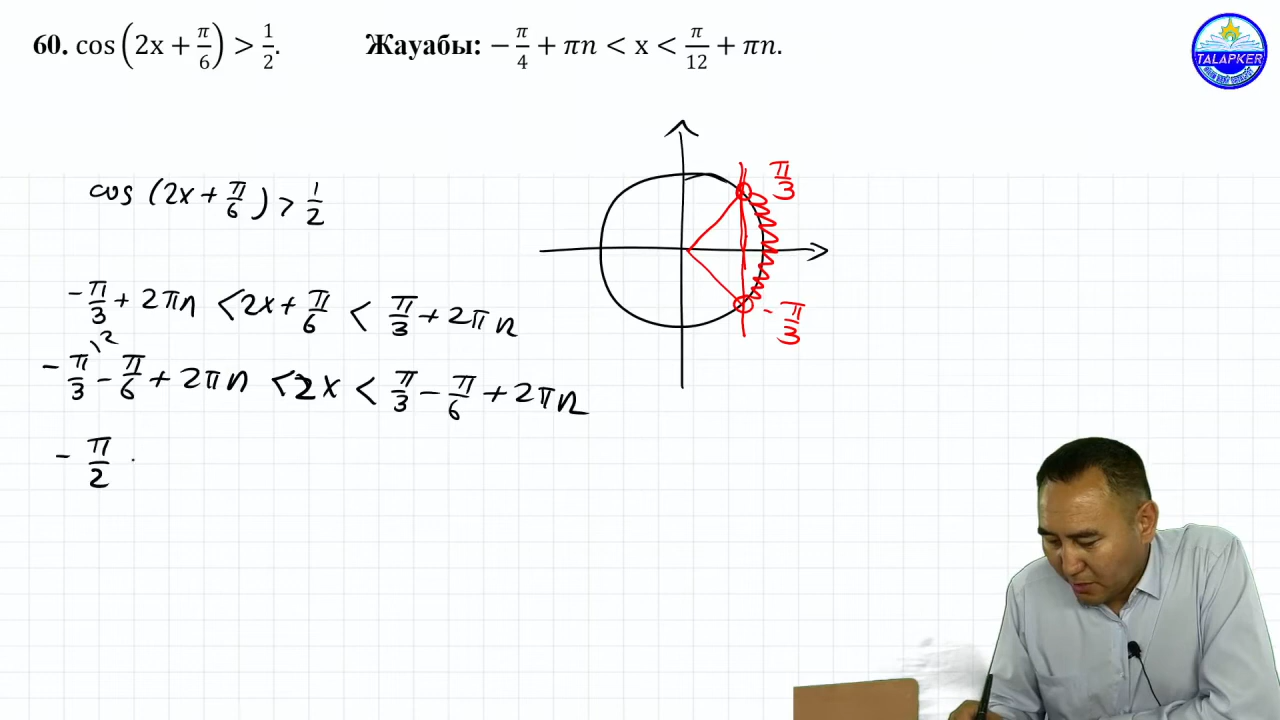 60. cos(2x + π/6) > 1/2. Жауабы: −π/4 + πn < x < π/12 + πn.
TALAPKER
cos (2x + π/6) > 1/2
π/3
-π/3
-π/3 + 2πn < 2x + π/6 < π/3 + 2πn
-π/3 \2 - π/6 + 2πn < 2x < π/3 - π/6 + 2πn
- π/2